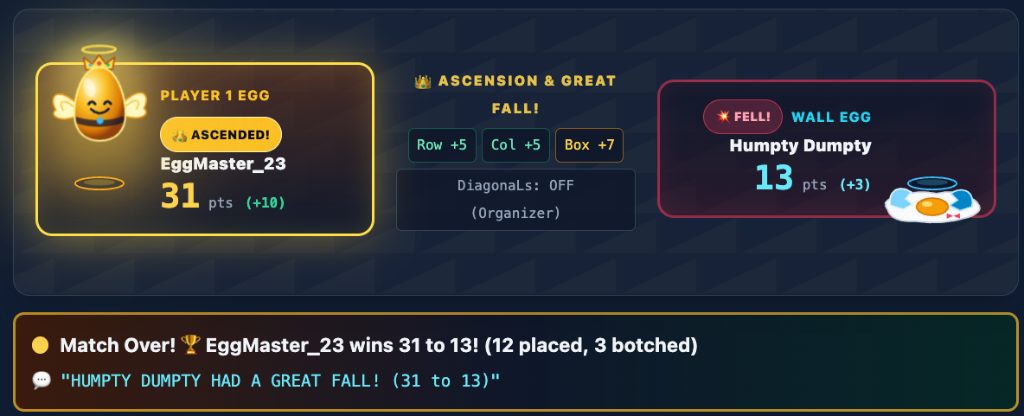 PLAYER 1 EGG
👑 ASCENDED!
EggMaster_23
31 pts (+10)
👑 ASCENSION & GREAT
FALL!
Row +5 Col +5 Box +7
DiagonaLs: OFF
(Organizer)
💥 FELL! WALL EGG
Humpty Dumpty
13 pts (+3)
🟡 Match Over! 🏆 EggMaster_23 wins 31 to 13! (12 placed, 3 botched)
💬 "HUMPTY DUMPTY HAD A GREAT FALL! (31 to 13)"